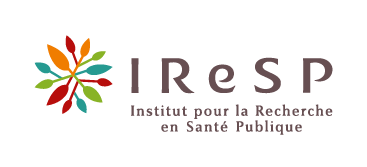 IReSP
Institut pour la Recherche
en Santé Publique